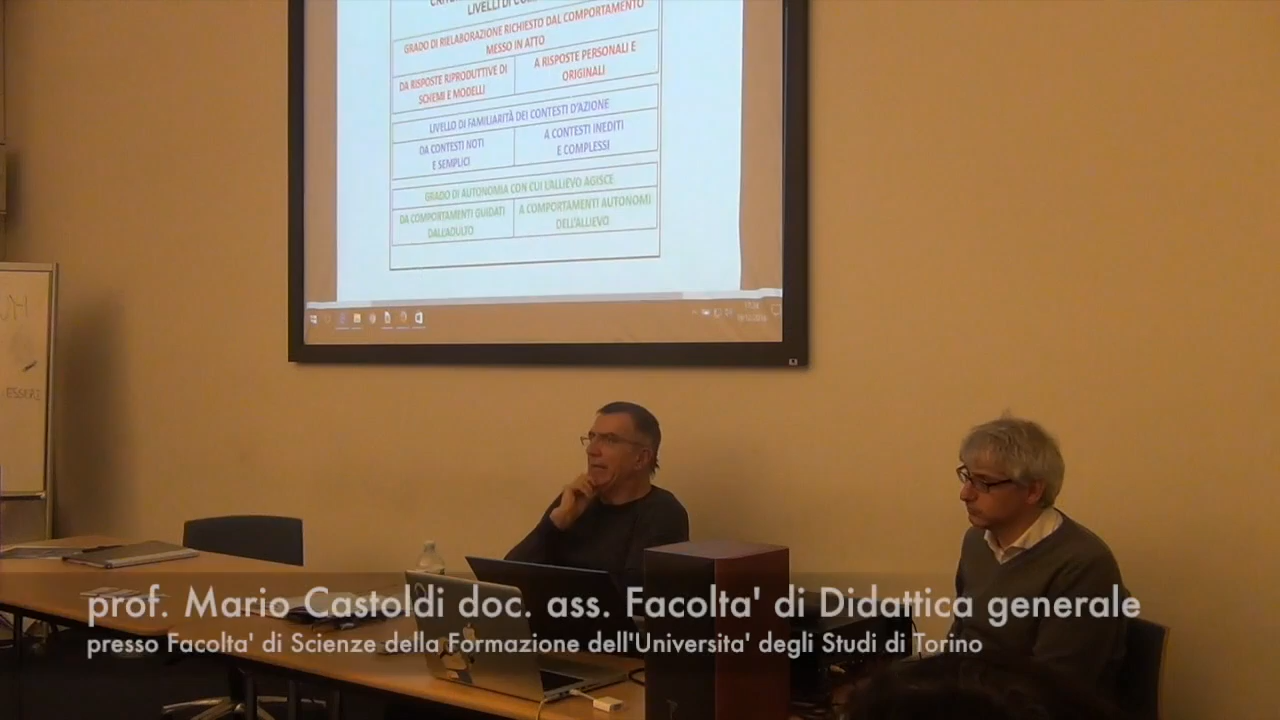 LIVELLI DI
GRADO DI RIELABORAZIONE RICHIESTO DAL COMPORTAMENTO
MESSO IN ATTO
DA RISPOSTE RIPRODUTTIVE DI
SCHEMI E MODELLI
A RISPOSTE PERSONALI E
ORIGINALI
LIVELLO DI FAMILIARITÀ DEI CONTESTI D'AZIONE
DA CONTESTI NOTI
E SEMPLICI
A CONTESTI INEDITI
E COMPLESSI
GRADO DI AUTONOMIA CON CUI L'ALLIEVO AGISCE
DA COMPORTAMENTI GUIDATI
DALL'ADULTO
A COMPORTAMENTI AUTONOMI
DELL'ALLIEVO
ESSERE
prof. Mario Castoldi doc. ass. Facolta' di Didattica generale
presso Facolta' di Scienze della Formazione dell'Universita' degli Studi di Torino